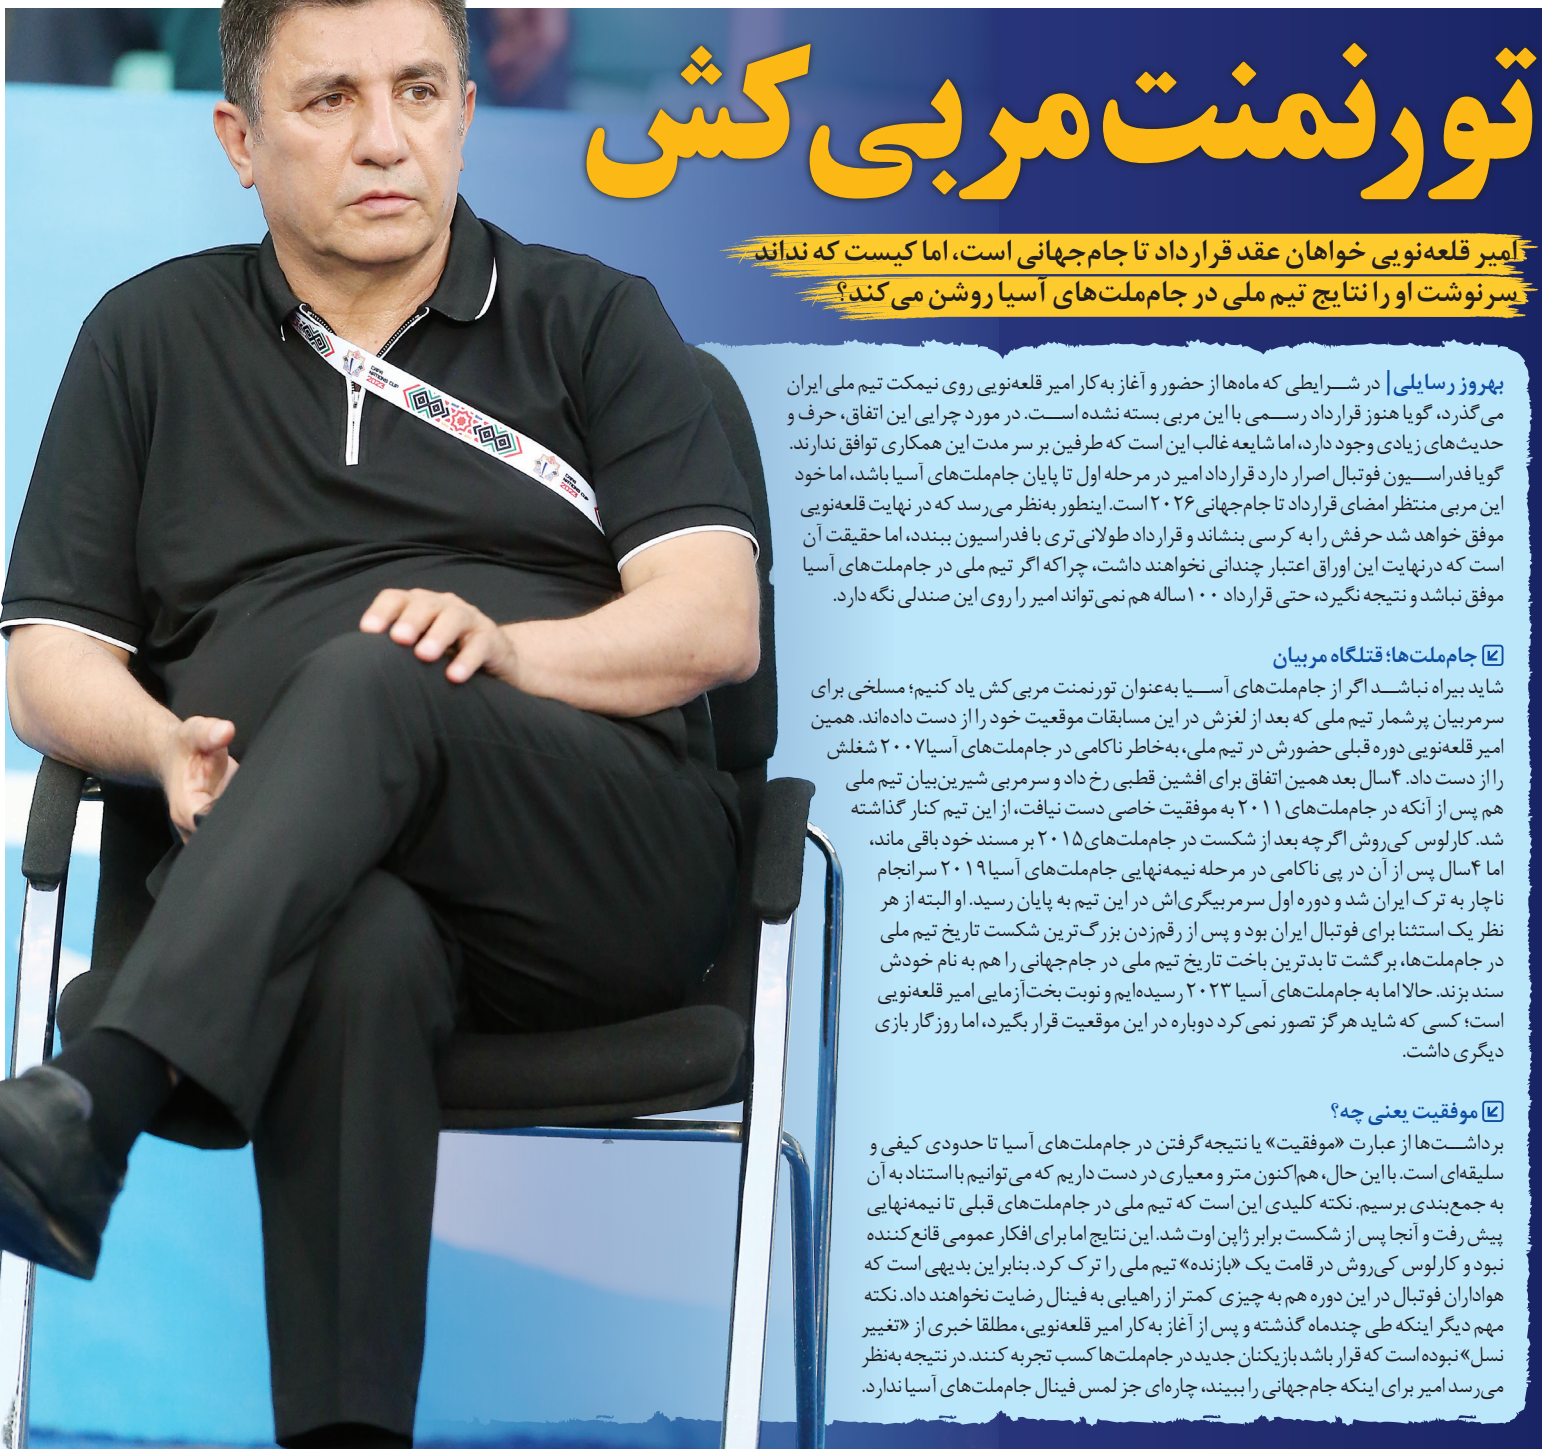 تورنمنت مربی‌کش
امیر قلعه‌نویی خواهان عقد قرارداد تا جام‌جهانی است، اما کیست که نداند
سرنوشت او را نتایج تیم ملی در جام‌ملت‌های آسیا روشن می‌کند؟
بهروز رسایلی| در شــرایطی که ماه‌ها از حضور و آغاز به‌کار امیر قلعه‌نویی روی نیمکت تیم ملی ایران
می‌گذرد، گویا هنوز قرارداد رســمی با این مربی بسته نشده اســت. در مورد چرایی این اتفاق، حرف و
حدیث‌های زیادی وجود دارد، اما شایعه غالب این است که طرفین بر سر مدت این همکاری توافق ندارند.
گویا فدراســیون فوتبال اصرار دارد قرارداد امیر در مرحله اول تا پایان جام‌ملت‌های آسیا باشد، اما خود
این مربی منتظر امضای قرارداد تا جام‌جهانی۲۰۲۶ است. اینطور به‌نظر می‌رسد که در نهایت قلعه‌نویی
موفق خواهد شد حرفش را به کرسی بنشاند و قرارداد طولانی‌تری با فدراسیون ببندد، اما حقیقت آن
است که درنهایت این اوراق اعتبار چندانی نخواهند داشت، چراکه اگر تیم ملی در جام‌ملت‌های آسیا
موفق نباشد و نتیجه نگیرد، حتی قرارداد ۱۰۰ساله هم نمی‌تواند امیر را روی این صندلی نگه دارد.
جام‌ملت‌ها؛ قتلگاه مربیان
شاید بیراه نباشــد اگر از جام‌ملت‌های آســیا به‌عنوان تورنمنت مربی‌کش یاد کنیم؛ مسلخی برای
سرمربیان پرشمار تیم ملی که بعد از لغزش در این مسابقات موقعیت خود را از دست داده‌اند. همین
امیر قلعه‌نویی دوره قبلی حضورش در تیم ملی، به‌خاطر ناکامی در جام‌ملت‌های آسیا۲۰۰۷ شغلش
را از دست داد. ۴سال بعد همین اتفاق برای افشین قطبی رخ داد و سرمربی شیرین‌بیان تیم ملی
هم پس از آنکه در جام‌ملت‌های ۲۰۱۱ به موفقیت خاصی دست نیافت، از این تیم کنار گذاشته
شد. کارلوس کی‌روش اگرچه بعد از شکست در جام‌ملت‌های۲۰۱۵ بر مسند خود باقی ماند،
اما ۴سال پس از آن در پی ناکامی در مرحله نیمه‌نهایی جام‌ملت‌های آسیا۲۰۱۹ سرانجام
ناچار به ترک ایران شد و دوره اول سرمربیگری‌اش در این تیم به پایان رسید. او البته از هر
نظر یک استثنا برای فوتبال ایران بود و پس از رقم‌زدن بزرگ‌ترین شکست تاریخ تیم ملی
در جام‌ملت‌ها، برگشت تا بدترین باخت تاریخ تیم ملی در جام‌جهانی را هم به نام خودش
سند بزند. حالا اما به جام‌ملت‌های آسیا ۲۰۲۳ رسیده‌ایم و نوبت بخت‌آزمایی امیر قلعه‌نویی
است؛ کسی که شاید هرگز تصور نمی‌کرد دوباره در این موقعیت قرار بگیرد، اما روزگار بازی
دیگری داشت.
موفقیت یعنی چه؟
برداشــت‌ها از عبارت «موفقیت» یا نتیجه‌گرفتن در جام‌ملت‌های آسیا تا حدودی کیفی و
سلیقه‌ای است. با این حال، هم‌اکنون متر و معیاری در دست داریم که می‌توانیم با استناد به آن
به جمع‌بندی برسیم. نکته کلیدی این است که تیم ملی در جام‌ملت‌های قبلی تا نیمه‌نهایی
پیش رفت و آنجا پس از شکست برابر ژاپن اوت شد. این نتایج اما برای افکار عمومی قانع‌کننده
نبود و کارلوس کی‌روش در قامت یک «بازنده» تیم ملی را ترک کرد. بنابراین بدیهی است که
هواداران فوتبال در این دوره هم به چیزی کمتر از راهیابی به فینال رضایت نخواهند داد. نکته
مهم دیگر اینکه طی چندماه گذشته و پس از آغاز به‌کار امیر قلعه‌نویی، مطلقا خبری از «تغییر
نسل» نبوده است که قرار باشد بازیکنان جدید در جام‌ملت‌ها کسب تجربه کنند. در نتیجه به‌نظر
می‌رسد امیر برای اینکه جام‌جهانی را ببیند، چاره‌ای جز لمس فینال جام‌ملت‌های آسیا ندارد.
CAFA
NATIONS CUP
2023
CAFA
NATIONS CUP
2023